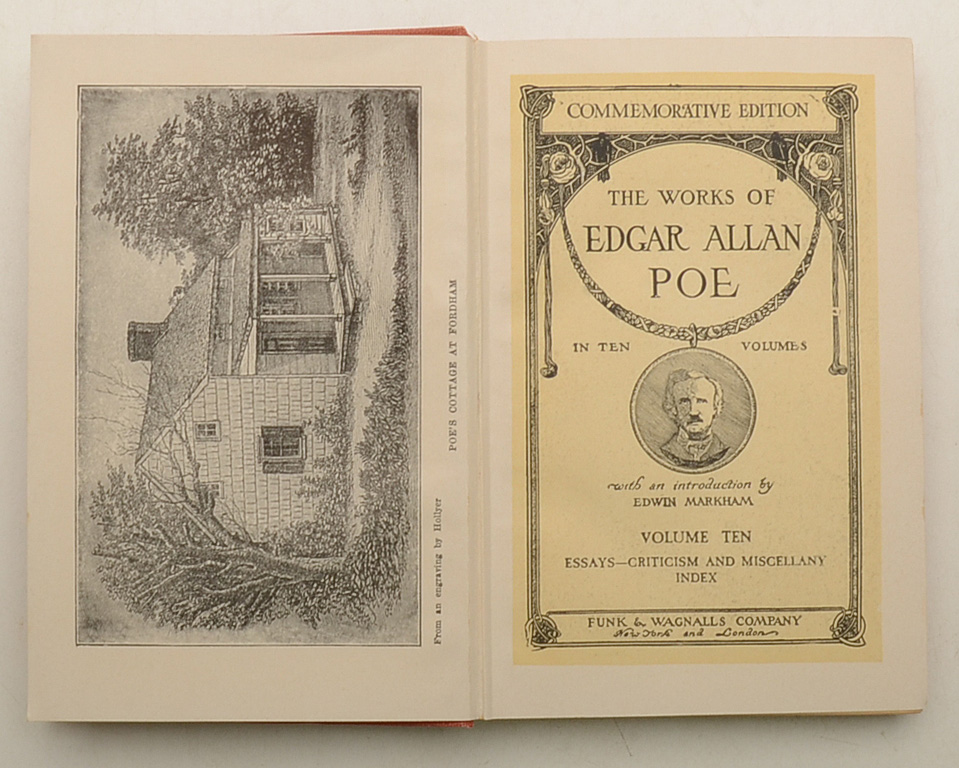 POE'S COTTAGE AT FORDHAM
From an engraving by Hollyer
COMMEMORATIVE EDITION
THE WORKS OF
EDGAR ALLAN
POE
IN TEN VOLUMES
with an introduction by
EDWIN MARKHAM
VOLUME TEN
ESSAYS—CRITICISM AND MISCELLANY
INDEX
FUNK & WAGNALLS COMPANY
New York and London